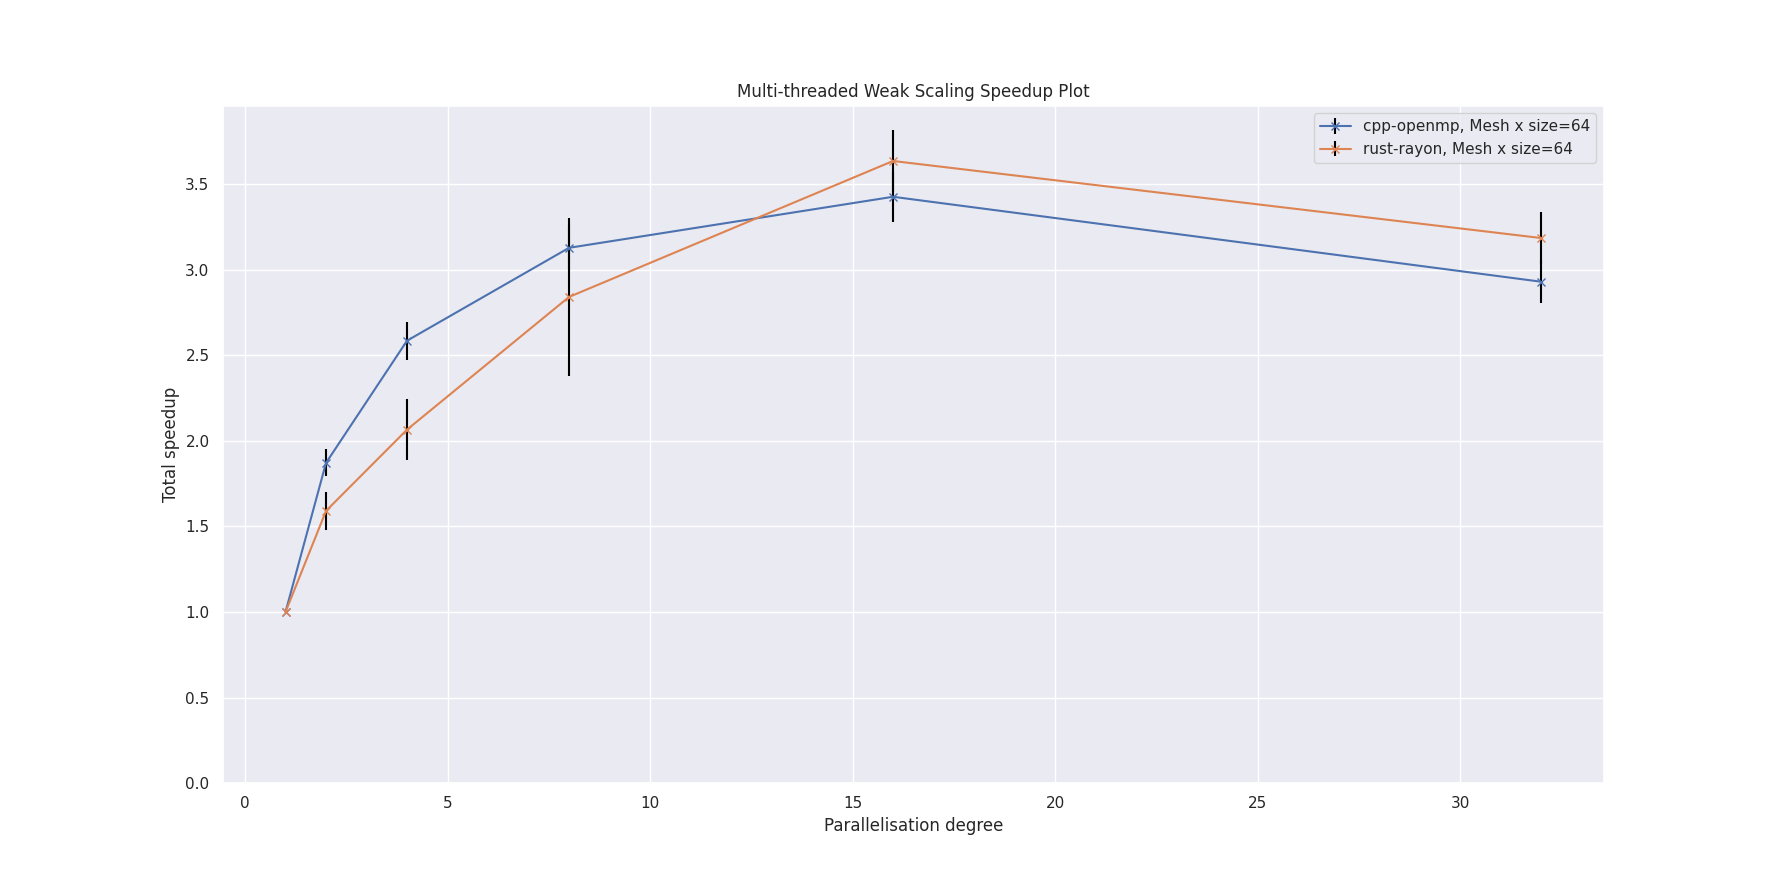 Multi-threaded Weak Scaling Speedup Plot
cpp-openmp, Mesh x size=64
rust-rayon, Mesh x size=64
3.5
3.0
2.5
2.0
1.5
1.0
0.5
0.0
Total speedup
0 5 10 15 20 25 30
Parallelisation degree